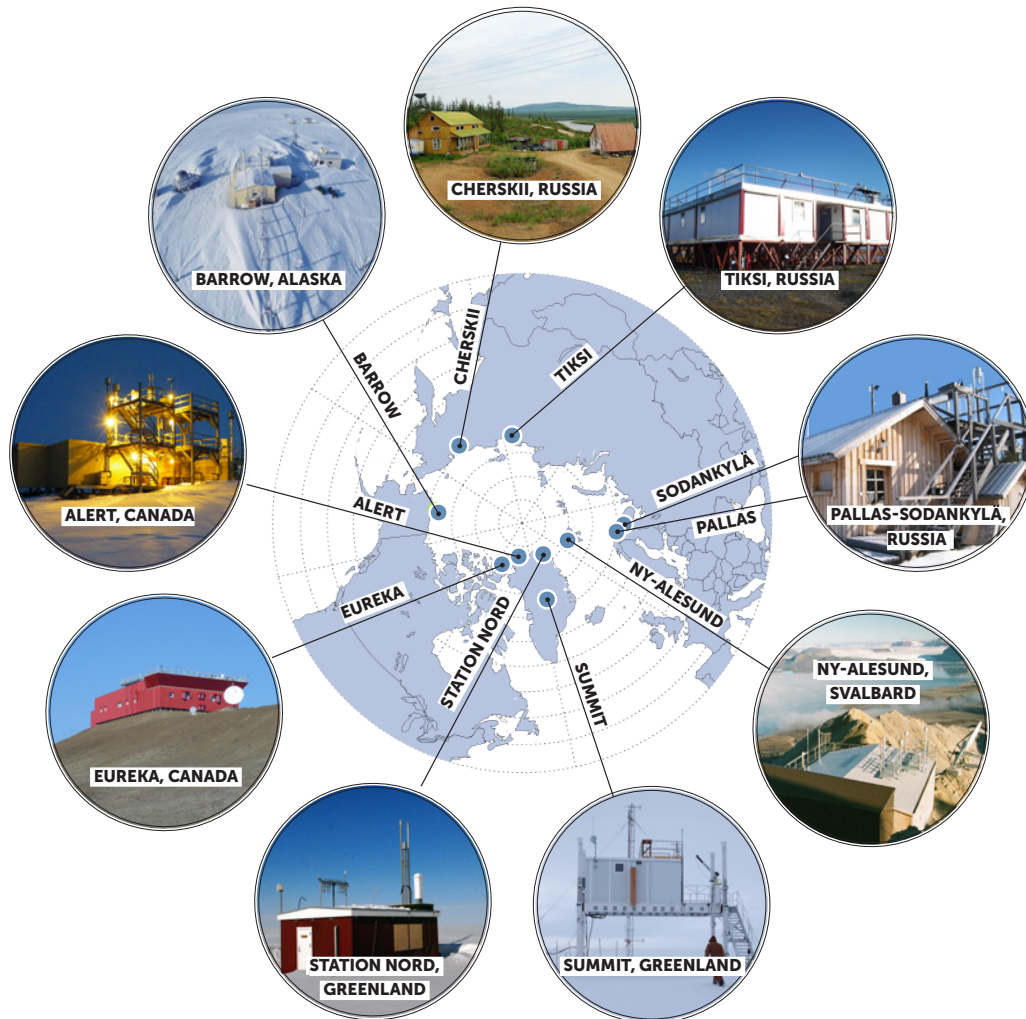 CHERSKII, RUSSIA
BARROW, ALASKA
TIKSI, RUSSIA
CHERSKII
TIKSI
BARROW
ALERT, CANADA
ALERT
SODANKYLÄ
PALLAS
PALLAS-SODANKYLÄ,
RUSSIA
EUREKA
STATION NORD
NY-ALESUND
SUMMIT
NY-ALESUND,
SVALBARD
EUREKA, CANADA
STATION NORD,
GREENLAND
SUMMIT, GREENLAND